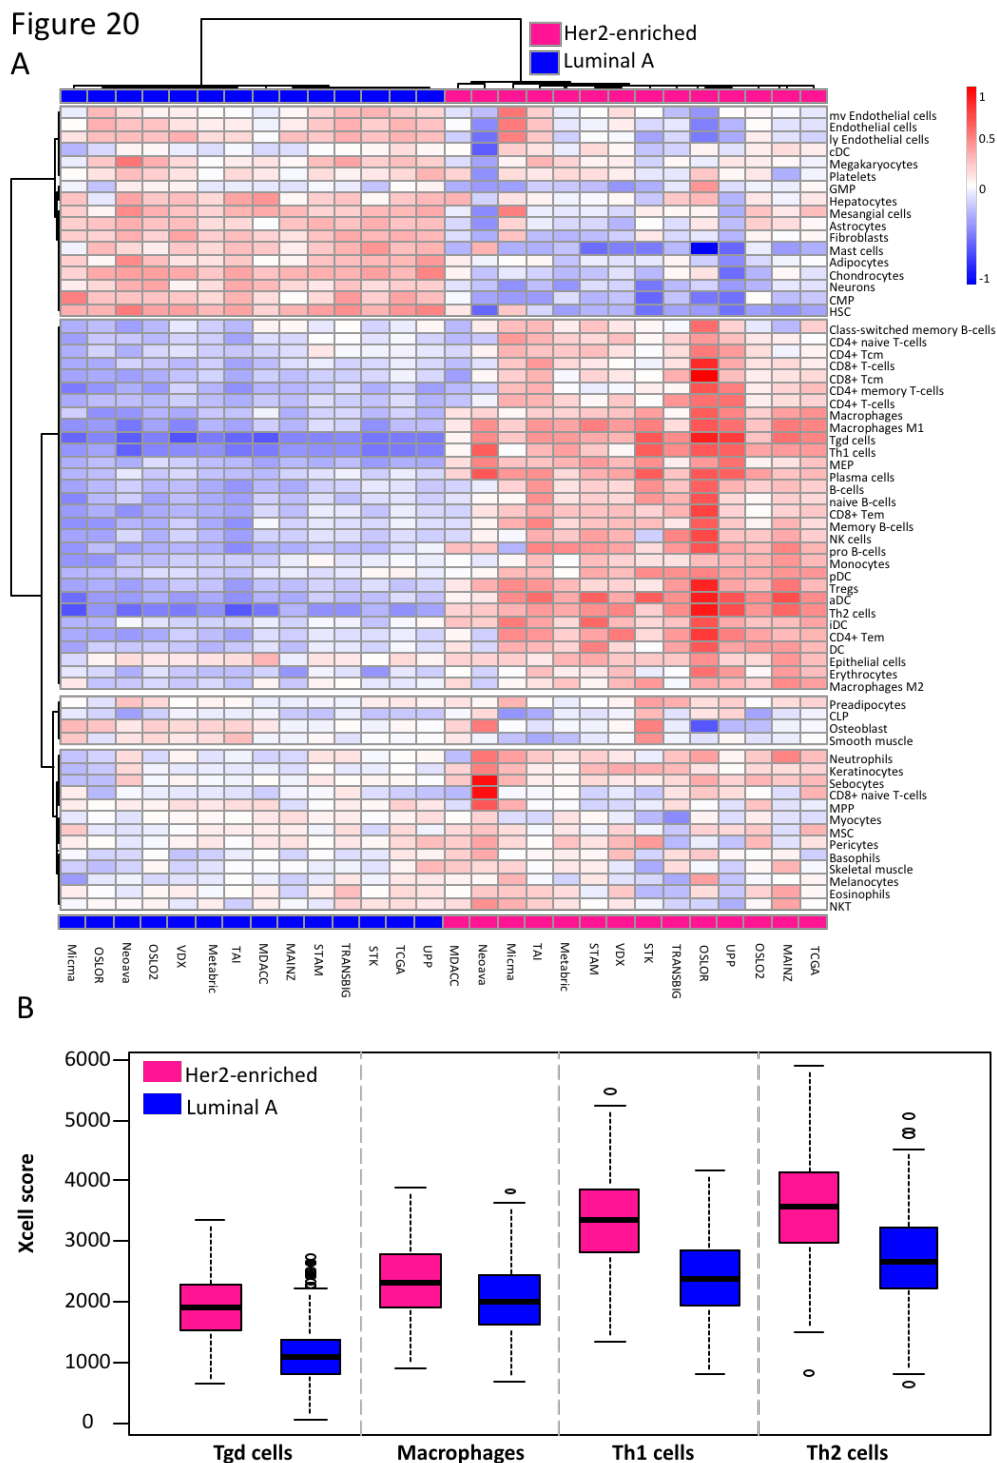 Figure 20
A
Her2-enriched
Luminal A
1
0.5
0
-1
mv Endothelial cells
Endothelial cells
ly Endothelial cells
cDC
Megakaryocytes
Platelets
GMP
Hepatocytes
Mesangial cells
Astrocytes
Fibroblasts
Mast cells
Adipocytes
Chondrocytes
Neurons
CMP
HSC
Class-switched memory B-cells
CD4+ naive T-cells
CD4+ Tcm
CD8+ T-cells
CD8+ Tcm
CD4+ memory T-cells
CD4+ T-cells
Macrophages
Macrophages M1
Tgd cells
Th1 cells
MEP
Plasma cells
B-cells
naive B-cells
CD8+ Tem
Memory B-cells
NK cells
pro B-cells
Monocytes
pDC
Tregs
aDC
Th2 cells
iDC
CD4+ Tem
DC
Epithelial cells
Erythrocytes
Macrophages M2
Preadipocytes
CLP
Osteoblast
Smooth muscle
Neutrophils
Keratinocytes
Sebocytes
CD8+ naive T-cells
MPP
Myocytes
MSC
Pericytes
Basophils
Skeletal muscle
Melanocytes
Eosinophils
NKT
Micma
OSLOR
Neoava
OSLO2
VDX
Metabric
TAI
MDACC
MAINZ
STAM
TRANSBIG
STK
TCGA
UPP
MDACC
Neoava
Micma
TAI
Metabric
STAM
VDX
STK
TRANSBIG
OSLOR
UPP
OSLO2
MAINZ
TCGA
B
Her2-enriched
Luminal A
Xcell score
6000
5000
4000
3000
2000
1000
0
Tgd cells
Macrophages
Th1 cells
Th2 cells